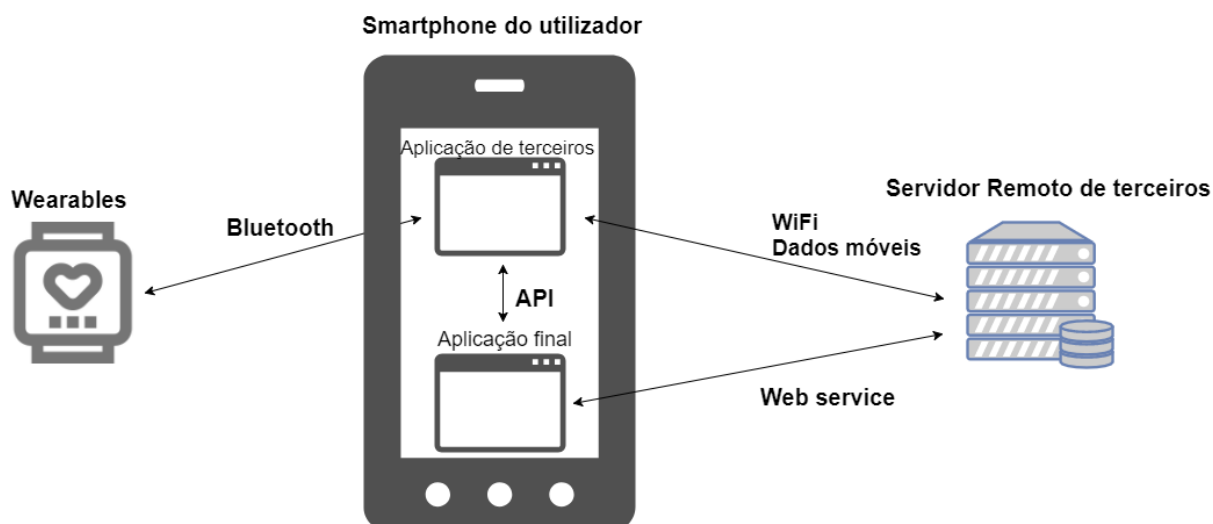 Smartphone do utilizador
Aplicação de terceiros
Wearables
Bluetooth
Servidor Remoto de terceiros
WiFi
Dados móveis
API
Aplicação final
Web service